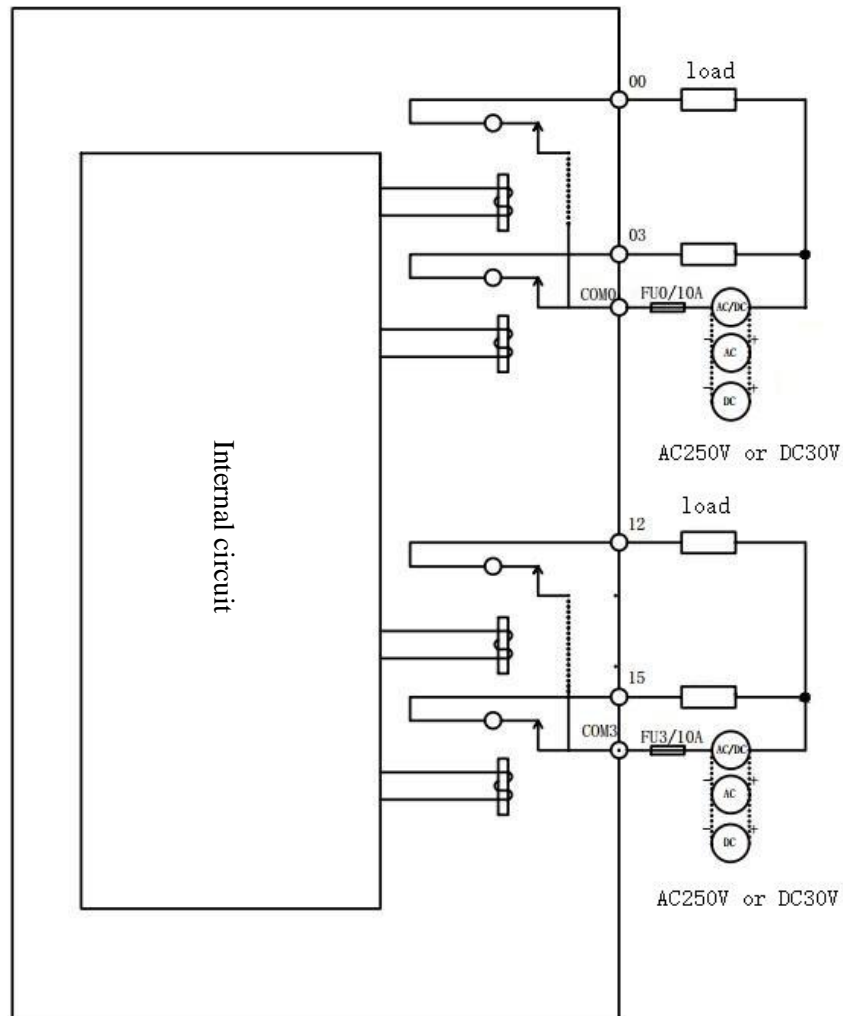 00
load
03
COM0
FU0/10A
AC/DC
- AC +
- DC +
AC250V or DC30V
Internal circuit
12
load
15
COM3
FU3/10A
AC/DC
- AC +
- DC +
AC250V or DC30V